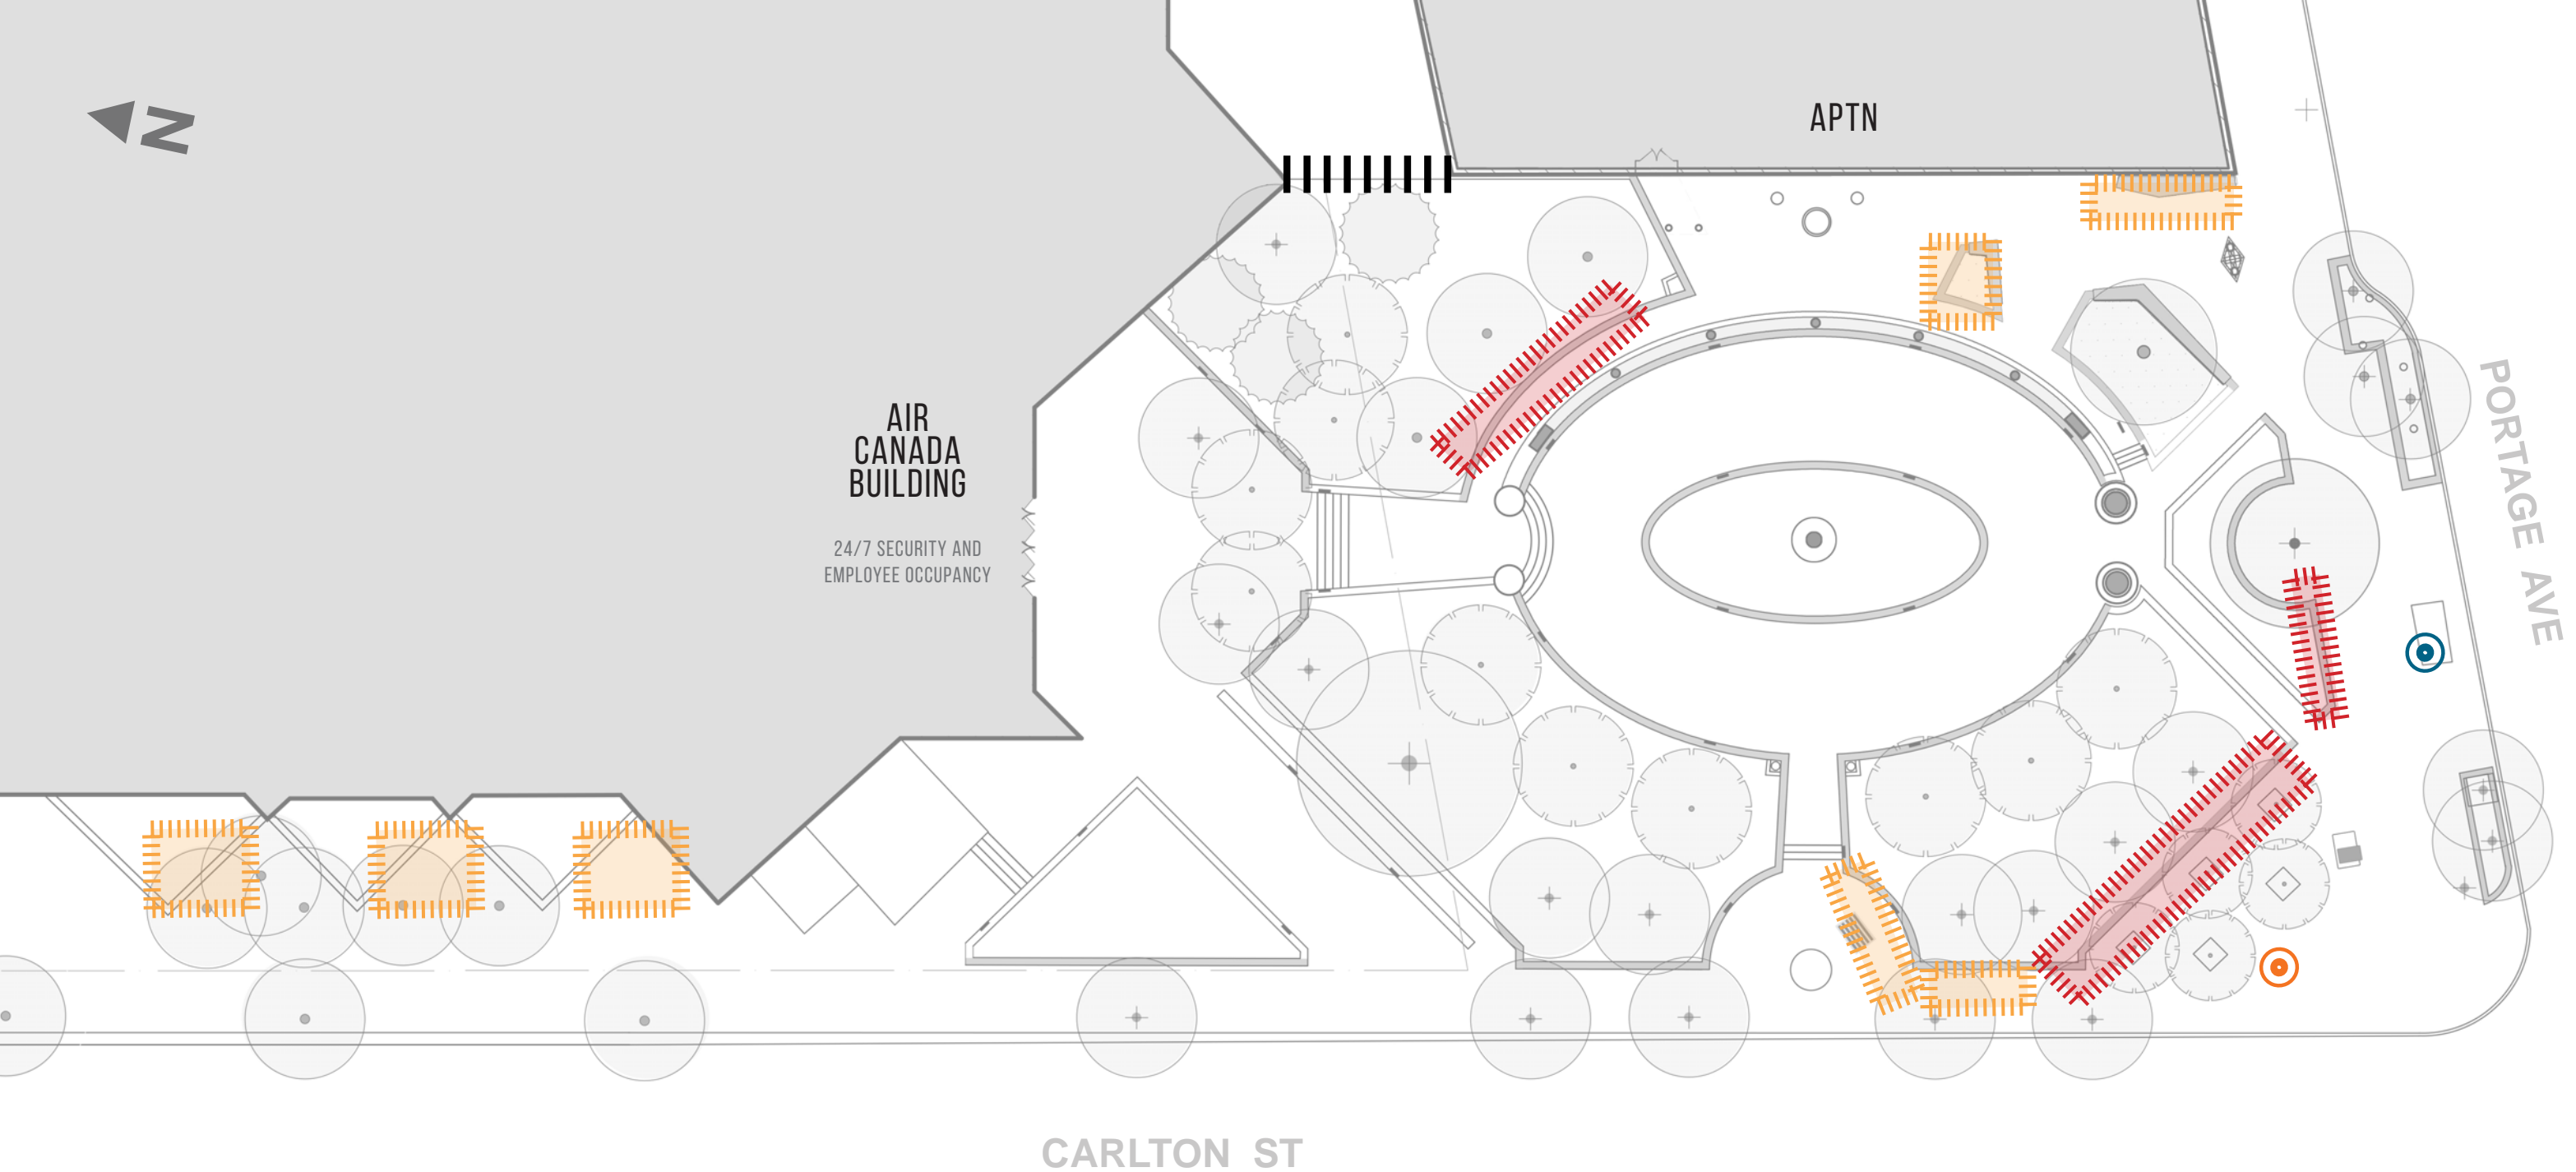 N
APTN
AIR
CANADA
BUILDING
24/7 SECURITY AND
EMPLOYEE OCCUPANCY
PORTAGE AVE
CARLTON ST